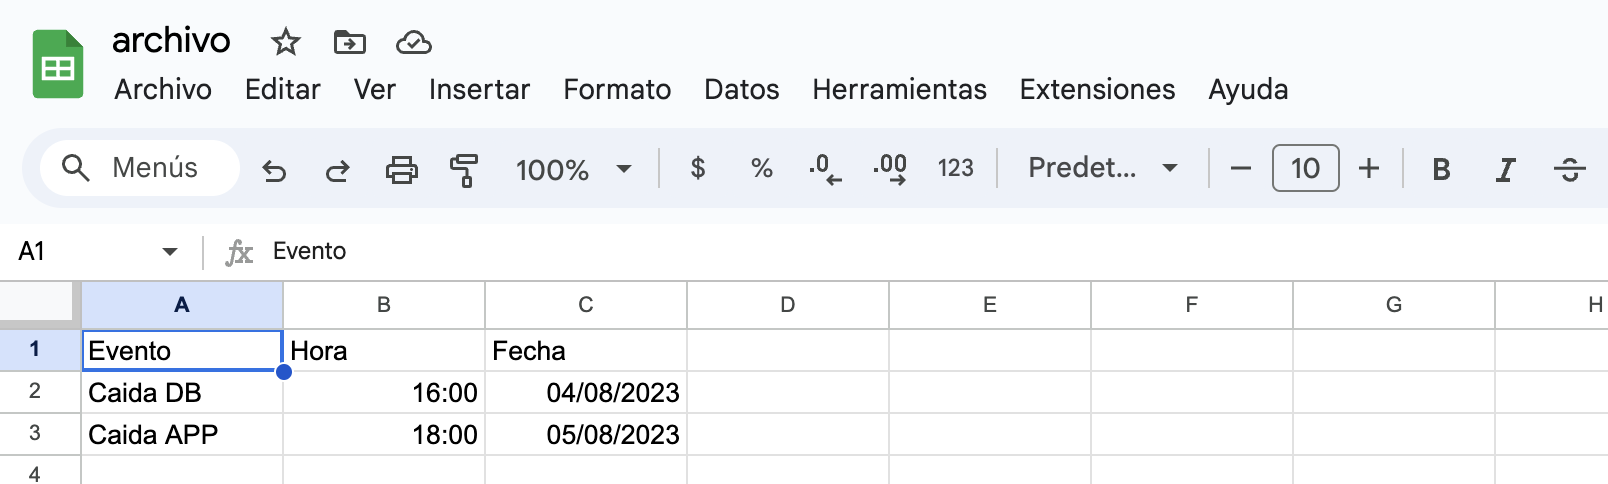 archivo
Archivo Editar Ver Insertar Formato Datos Herramientas Extensiones Ayuda
Menús 100% $ % .0 .00 123 Predet... 10 B I S
A1 fx Evento
A B C D E F G H
1 Evento Hora Fecha
2 Caida DB 16:00 04/08/2023
3 Caida APP 18:00 05/08/2023
4